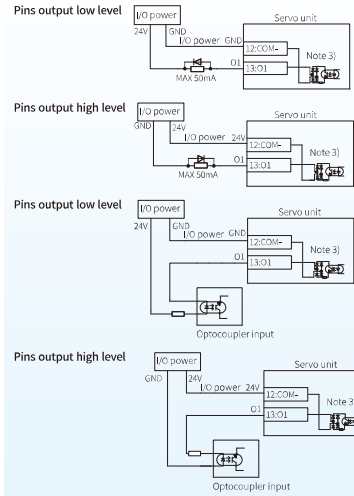 Pins output low level
I/O power
24V
GND
I/O power GND
Servo unit
12:COM-
O1
13:O1
Note 3)
MAX 50mA
Pins output high level
I/O power
GND
24V
I/O power 24V
Servo unit
12:COM-
O1
13:O1
Note 3)
MAX 50mA
Pins output low level
I/O power
24V
GND
I/O power GND
Servo unit
12:COM-
O1
13:O1
Note 3)
Optocoupler input
Pins output high level
I/O power
GND
24V
I/O power 24V
Servo unit
12:COM-
O1
13:O1
Note 3
Optocoupler input